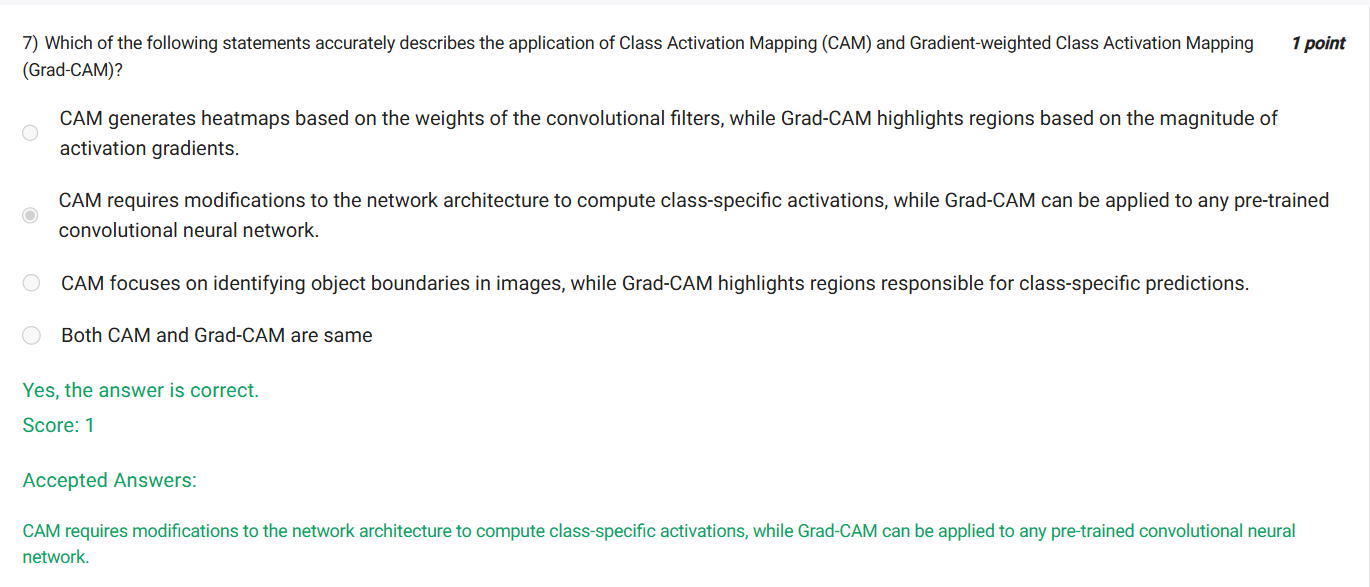 7) Which of the following statements accurately describes the application of Class Activation Mapping (CAM) and Gradient-weighted Class Activation Mapping 1 point
(Grad-CAM)?
CAM generates heatmaps based on the weights of the convolutional filters, while Grad-CAM highlights regions based on the magnitude of
activation gradients.
CAM requires modifications to the network architecture to compute class-specific activations, while Grad-CAM can be applied to any pre-trained
convolutional neural network.
CAM focuses on identifying object boundaries in images, while Grad-CAM highlights regions responsible for class-specific predictions.
Both CAM and Grad-CAM are same
Yes, the answer is correct.
Score: 1
Accepted Answers:
CAM requires modifications to the network architecture to compute class-specific activations, while Grad-CAM can be applied to any pre-trained convolutional neural
network.